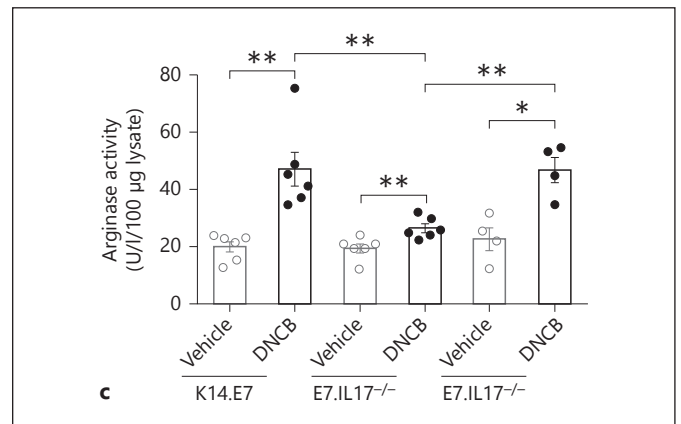 ** ** ** * **
80
60
40
20
0
Arginase activity
(U/l/100 µg lysate)
Vehicle DNCB Vehicle DNCB Vehicle DNCB
K14.E7 E7.IL17–/– E7.IL17–/–
c